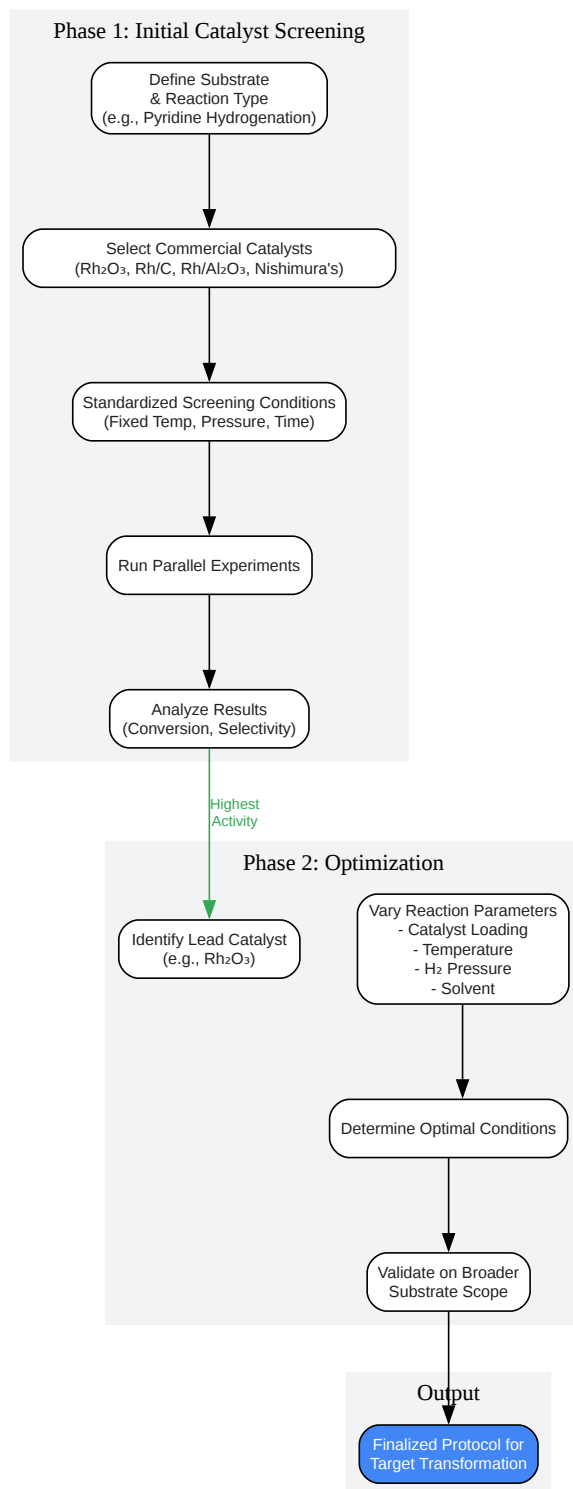 Phase 1: Initial Catalyst Screening
Define Substrate
& Reaction Type
(e.g., Pyridine Hydrogenation)
Select Commercial Catalysts
(Rh₂O₃, Rh/C, Rh/Al₂O₃, Nishimura's)
Standardized Screening Conditions
(Fixed Temp, Pressure, Time)
Run Parallel Experiments
Analyze Results
(Conversion, Selectivity)
Highest
Activity
Phase 2: Optimization
Identify Lead Catalyst
(e.g., Rh₂O₃)
Vary Reaction Parameters
- Catalyst Loading
- Temperature
- H₂ Pressure
- Solvent
Determine Optimal Conditions
Validate on Broader
Substrate Scope
Output
Finalized Protocol for
Target Transformation